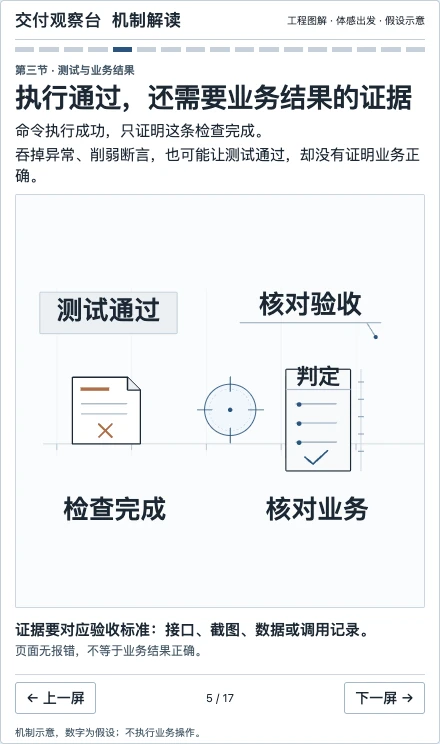 交付观察台 机制解读
工程图解 · 体感出发 · 假设示意
第三节 · 测试与业务结果
执行通过，还需要业务结果的证据
命令执行成功，只证明这条检查完成。
吞掉异常、削弱断言，也可能让测试通过，却没有证明业务正
确。
测试通过
核对验收
判定
检查完成
核对业务
证据要对应验收标准：接口、截图、数据或调用记录。
页面无报错，不等于业务结果正确。
← 上一屏
5 / 17
下一屏 →
机制示意，数字为假设；不执行业务操作。